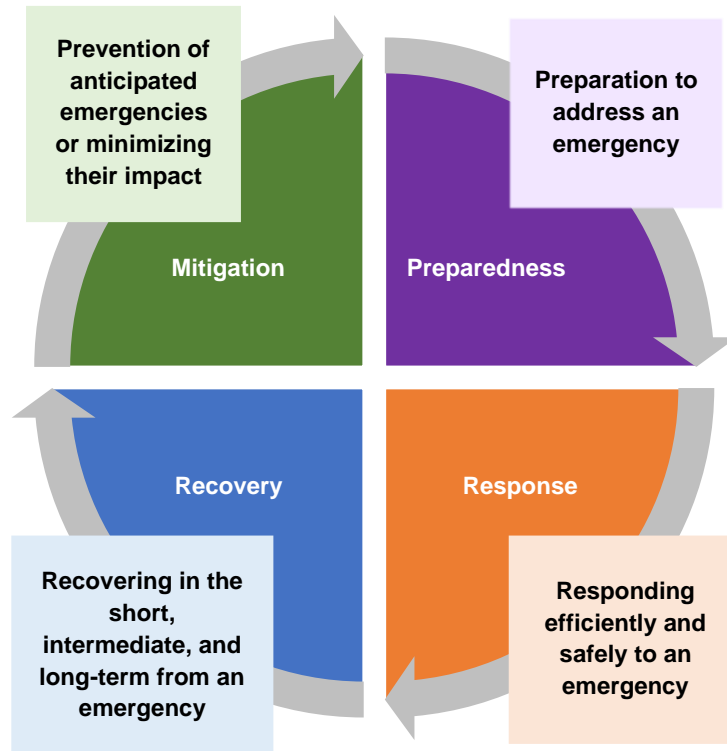 Prevention of
anticipated
emergencies
or minimizing
their impact
Preparation to
address an
emergency
Mitigation
Preparedness
Recovery
Response
Recovering in the
short,
intermediate, and
long-term from an
emergency
Responding
efficiently and
safely to an
emergency